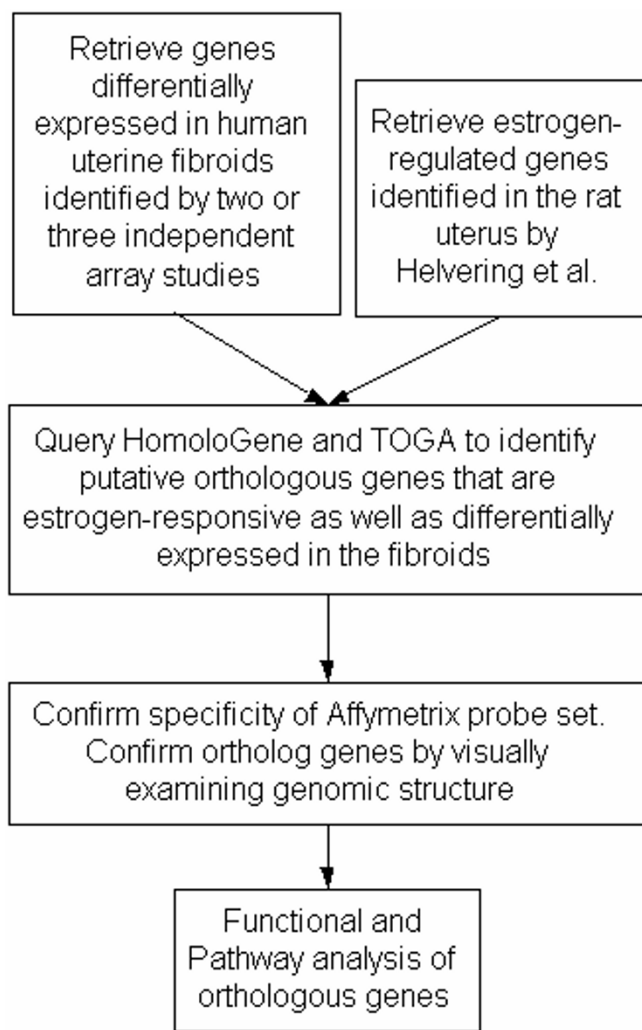 Retrieve genes
differentially
expressed in human
uterine fibroids
identified by two or
three independent
array studies
Retrieve estrogen-
regulated genes
identified in the rat
uterus by
Helvering et al.
Query HomoloGene and TOGA to identify
putative orthologous genes that are
estrogen-responsive as well as differentially
expressed in the fibroids
Confirm specificity of Affymetrix probe set.
Confirm ortholog genes by visually
examining genomic structure
Functional and
Pathway analysis of
orthologous genes